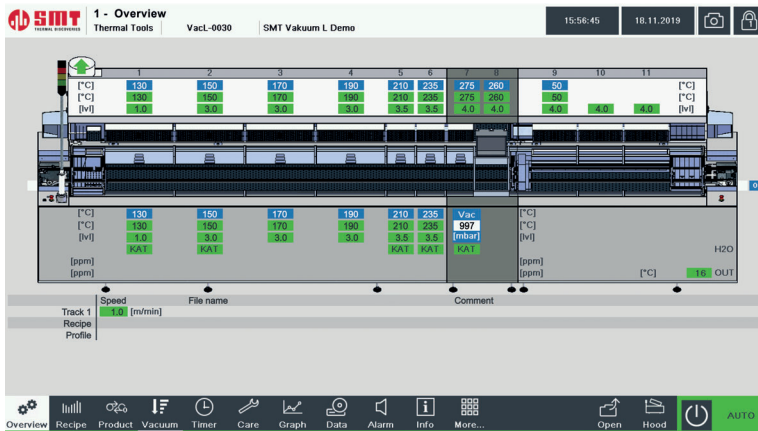 SMT 1 - Overview 15:56:45 18.11.2019
THERMAL DISCOVERIES Thermal Tools VacL-0030 SMT Vakuum L Demo
1 2 3 4 5 6 7 8 9 10 11
[°C] 130 150 170 190 210 235 275 260 50 [°C]
[°C] 130 150 170 190 210 235 275 260 50 [°C]
[lvl] 1.0 3.0 3.0 3.0 3.5 3.5 4.0 4.0 4.0 4.0 4.0 [lvl]
0
[°C] 130 150 170 190 210 235 Vac [°C]
[°C] 130 150 170 190 210 235 997 [°C]
[lvl] 1.0 3.0 3.0 3.0 3.5 3.5 [mbar] [lvl]
KAT KAT KAT KAT KAT H2O
[ppm] [ppm]
[ppm] [ppm] [°C] 16 OUT
Speed File name Comment
Track 1 1.0 [m/min]
Recipe
Profile
Overview Recipe Product Vacuum Timer Care Graph Data Alarm Info More... Open Hood AUTO